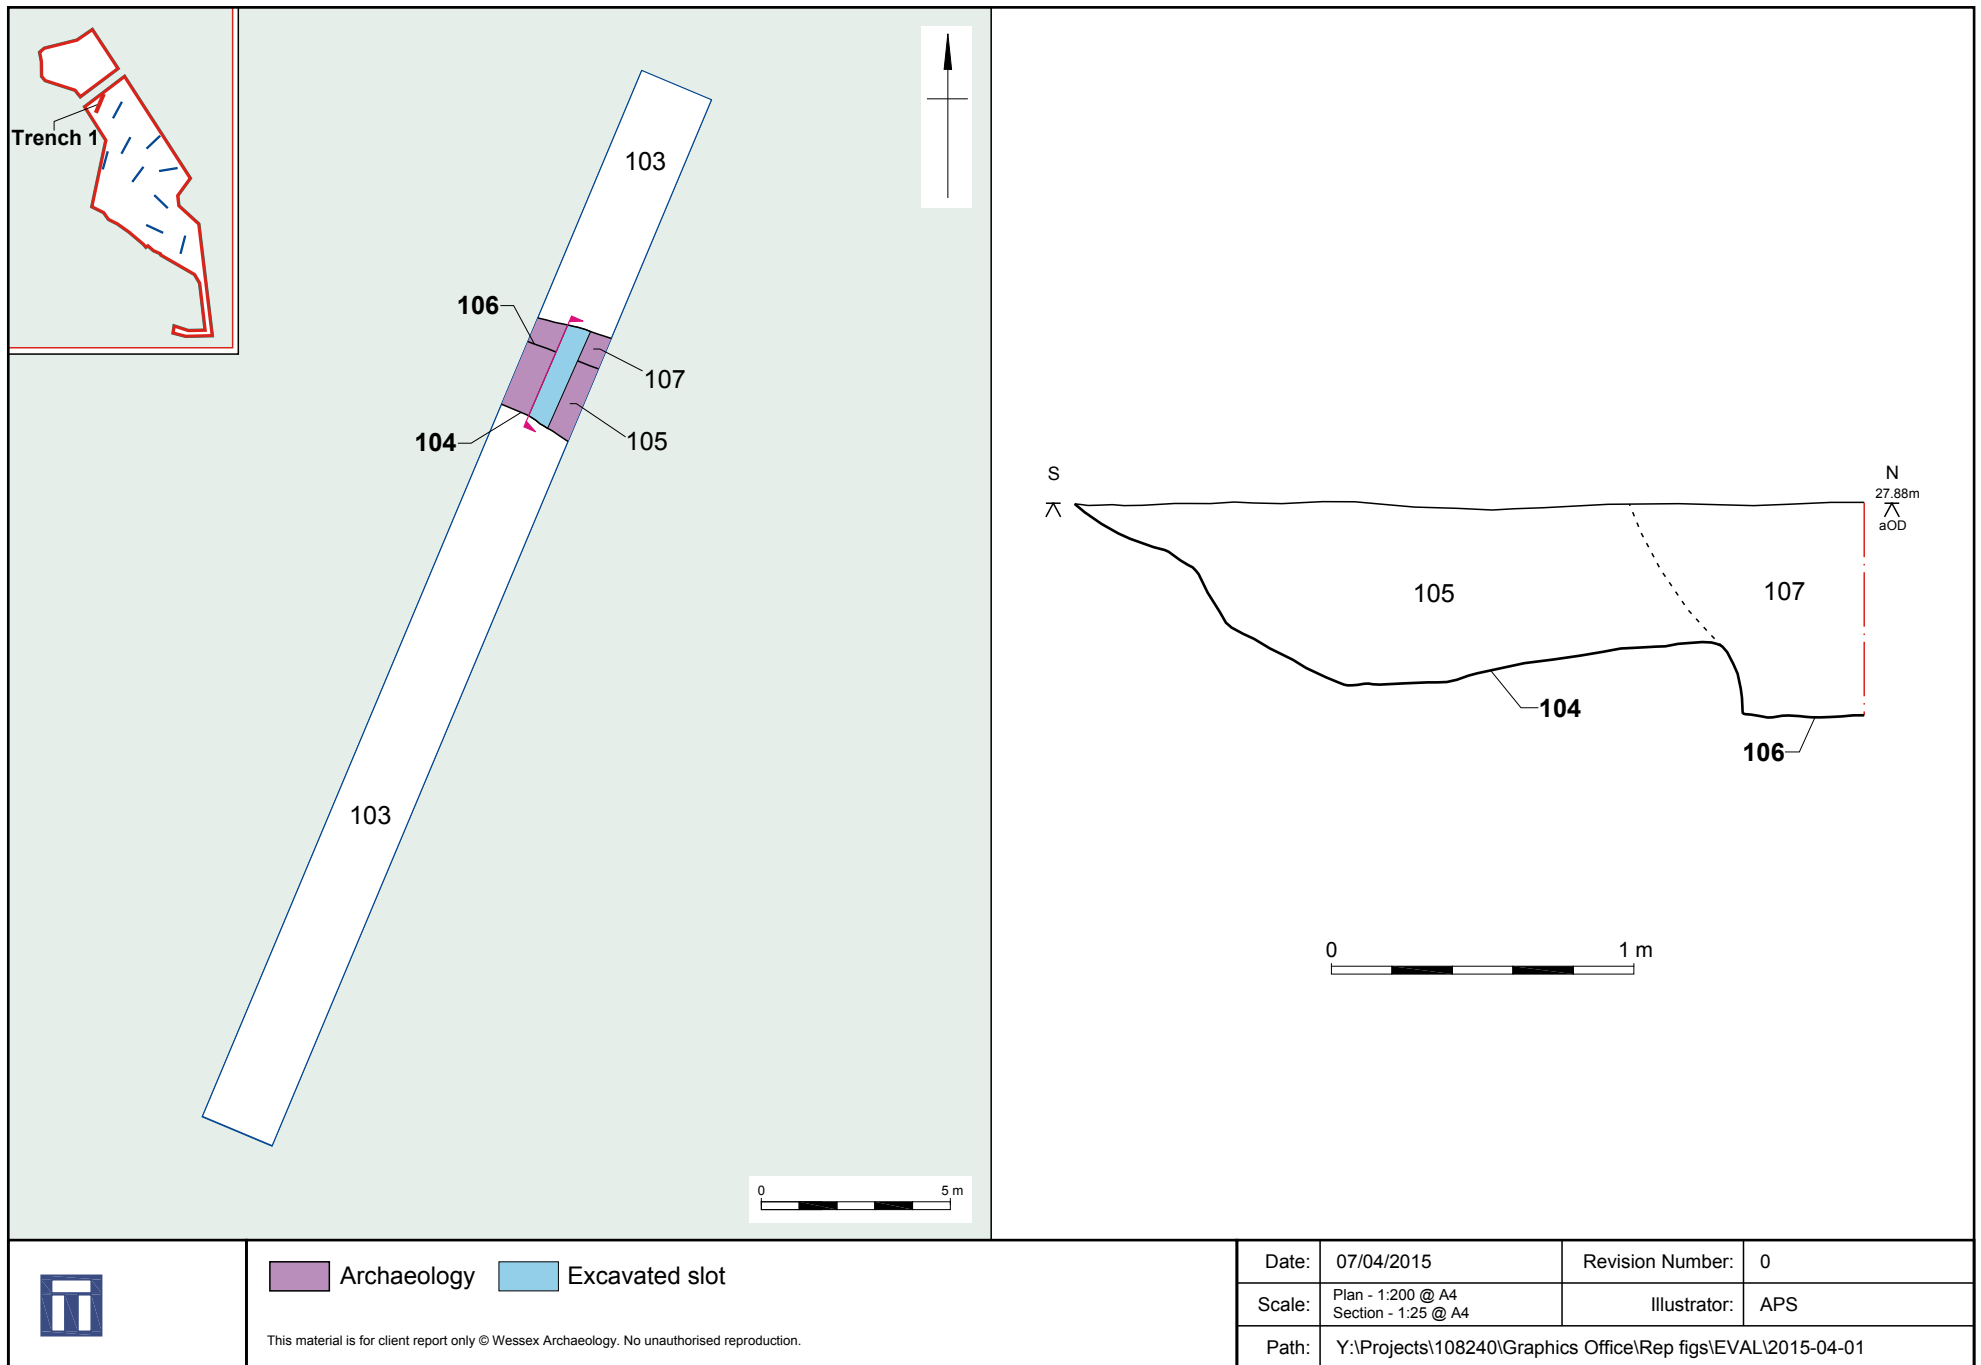 Trench 1
103
106
107
104
105
103
0 5 m
S
N
27.88m
aOD
105
107
104
106
0 1 m
Archaeology
Excavated slot
This material is for client report only © Wessex Archaeology. No unauthorised reproduction.
Date: 07/04/2015 Revision Number: 0
Scale: Plan - 1:200 @ A4
Section - 1:25 @ A4
Illustrator: APS
Path: Y:\Projects\108240\Graphics Office\Rep figs\EVAL\2015-04-01